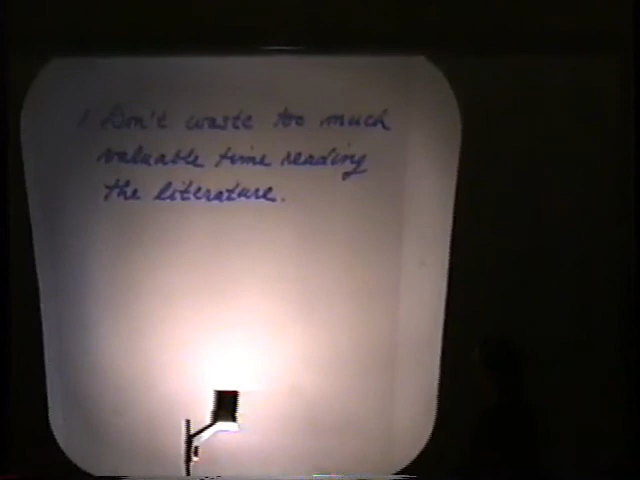 1 Don't waste too much
valuable time reading
the literature.